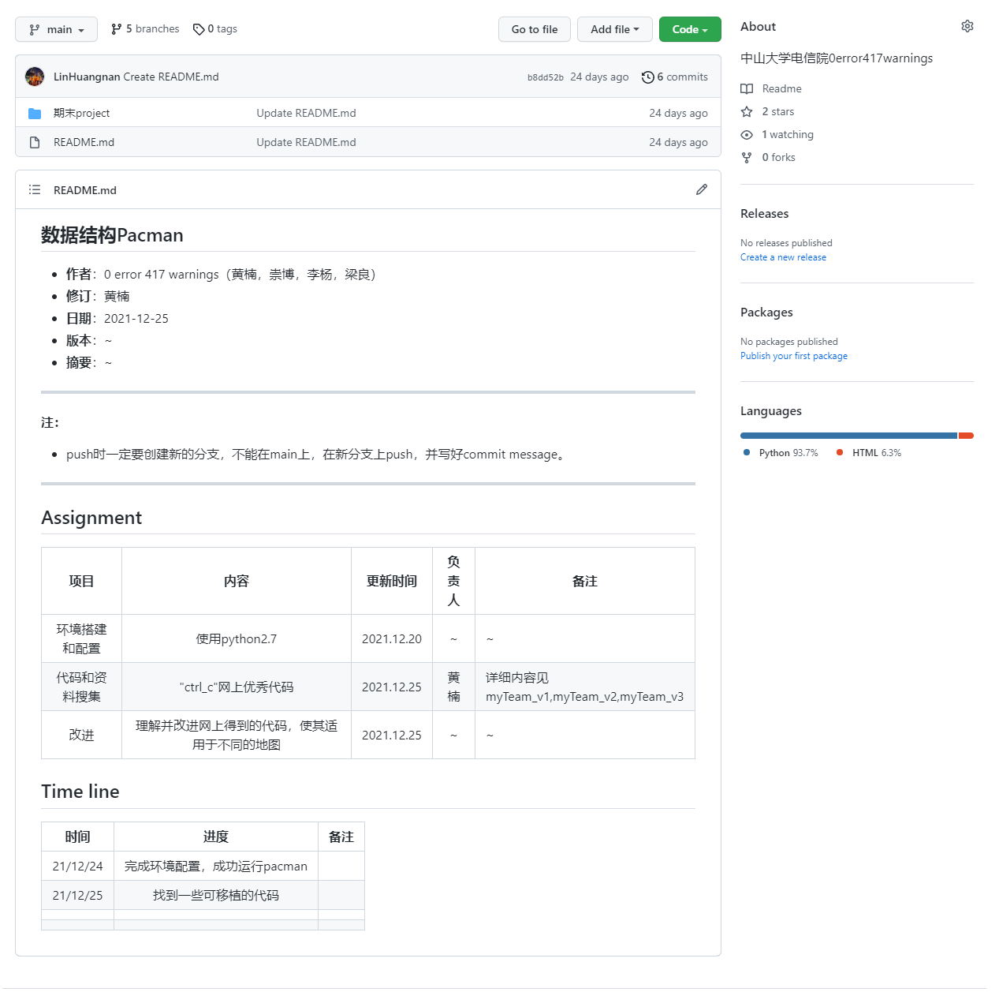 main
5 branches
0 tags
Go to file
Add file
Code
LinHuangnan Create README.md
b8dd52b 24 days ago
6 commits
期末project Update README.md 24 days ago
README.md Update README.md 24 days ago
README.md
数据结构Pacman
作者：0 error 417 warnings（黄楠，崇博，李杨，梁良）
修订：黄楠
日期：2021-12-25
版本：~
摘要：~
注：
push时一定要创建新的分支，不能在main上，在新分支上push，并写好commit message。
Assignment
项目 内容 更新时间 负责人 备注
环境搭建和配置 使用python2.7 2021.12.20 ~ ~
代码和资料搜集 "ctrl_c"网上优秀代码 2021.12.25 黄楠 详细内容见myTeam_v1,myTeam_v2,myTeam_v3
改进 理解并改进网上得到的代码，使其适用于不同的地图 2021.12.25 ~ ~
Time line
时间 进度 备注
21/12/24 完成环境配置，成功运行pacman
21/12/25 找到一些可移植的代码
About
中山大学电信院0error417warnings
Readme
2 stars
1 watching
0 forks
Releases
No releases published
Create a new release
Packages
No packages published
Publish your first package
Languages
Python 93.7% HTML 6.3%